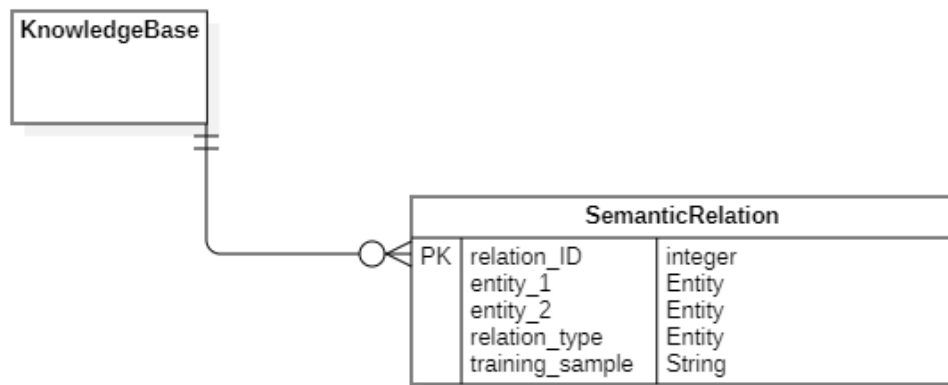 KnowledgeBase
SemanticRelation
PK relation_ID integer
entity_1 Entity
entity_2 Entity
relation_type Entity
training_sample String